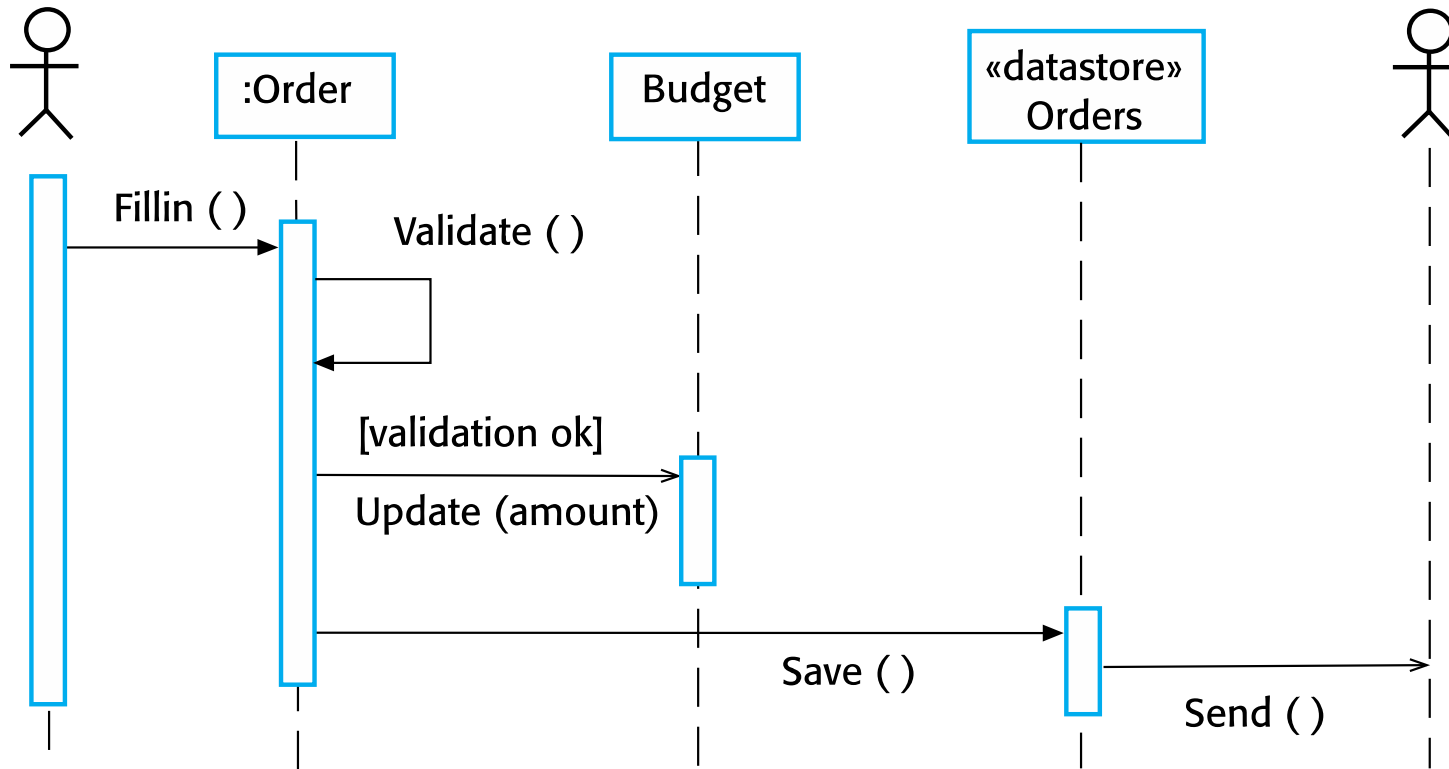 :Order
Budget
«datastore»
Orders
Fillin ( )
Validate ( )
[validation ok]
Update (amount)
Save ( )
Send ( )